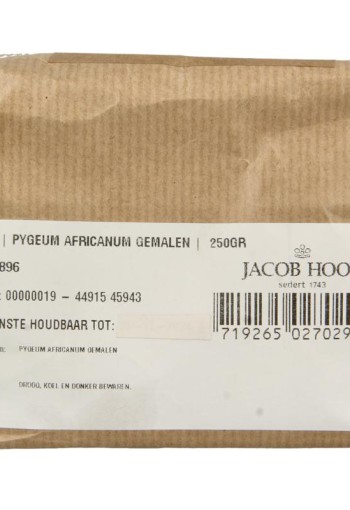 | PYGEUM AFRICANUM GEMALEN | 250GR
896
JACOB HOO
sedert 1743
: 00000019 – 44915 45943
NSTE HOUDBAAR TOT:
719265 027029
PYGEUM AFRICANUM GEMALEN
DROOG, KOEL EN DONKER BEWAREN.